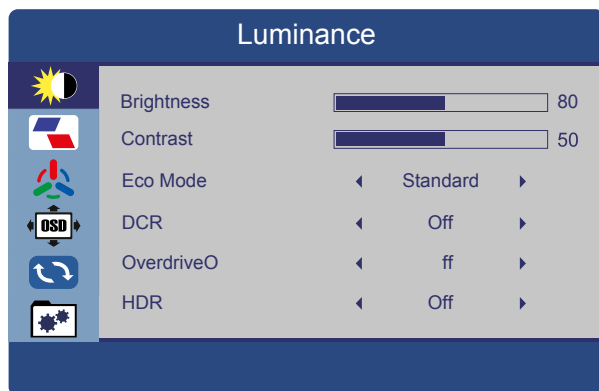 Luminance
Brightness 80
Contrast 50
Eco Mode Standard
DCR Off
OverdriveO ff
HDR Off
OSD